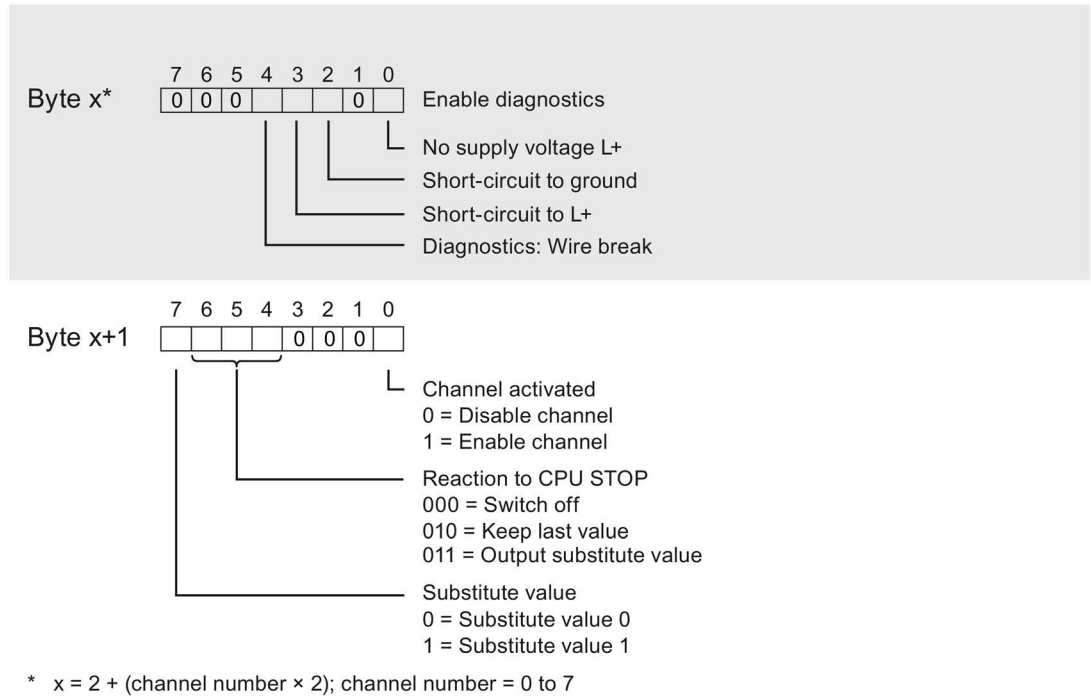 7 6 5 4 3 2 1 0
Byte x* 0 0 0 0 Enable diagnostics
No supply voltage L+
Short-circuit to ground
Short-circuit to L+
Diagnostics: Wire break
7 6 5 4 3 2 1 0
Byte x+1 0 0 0
Channel activated
0 = Disable channel
1 = Enable channel
Reaction to CPU STOP
000 = Switch off
010 = Keep last value
011 = Output substitute value
Substitute value
0 = Substitute value 0
1 = Substitute value 1
* x = 2 + (channel number × 2); channel number = 0 to 7